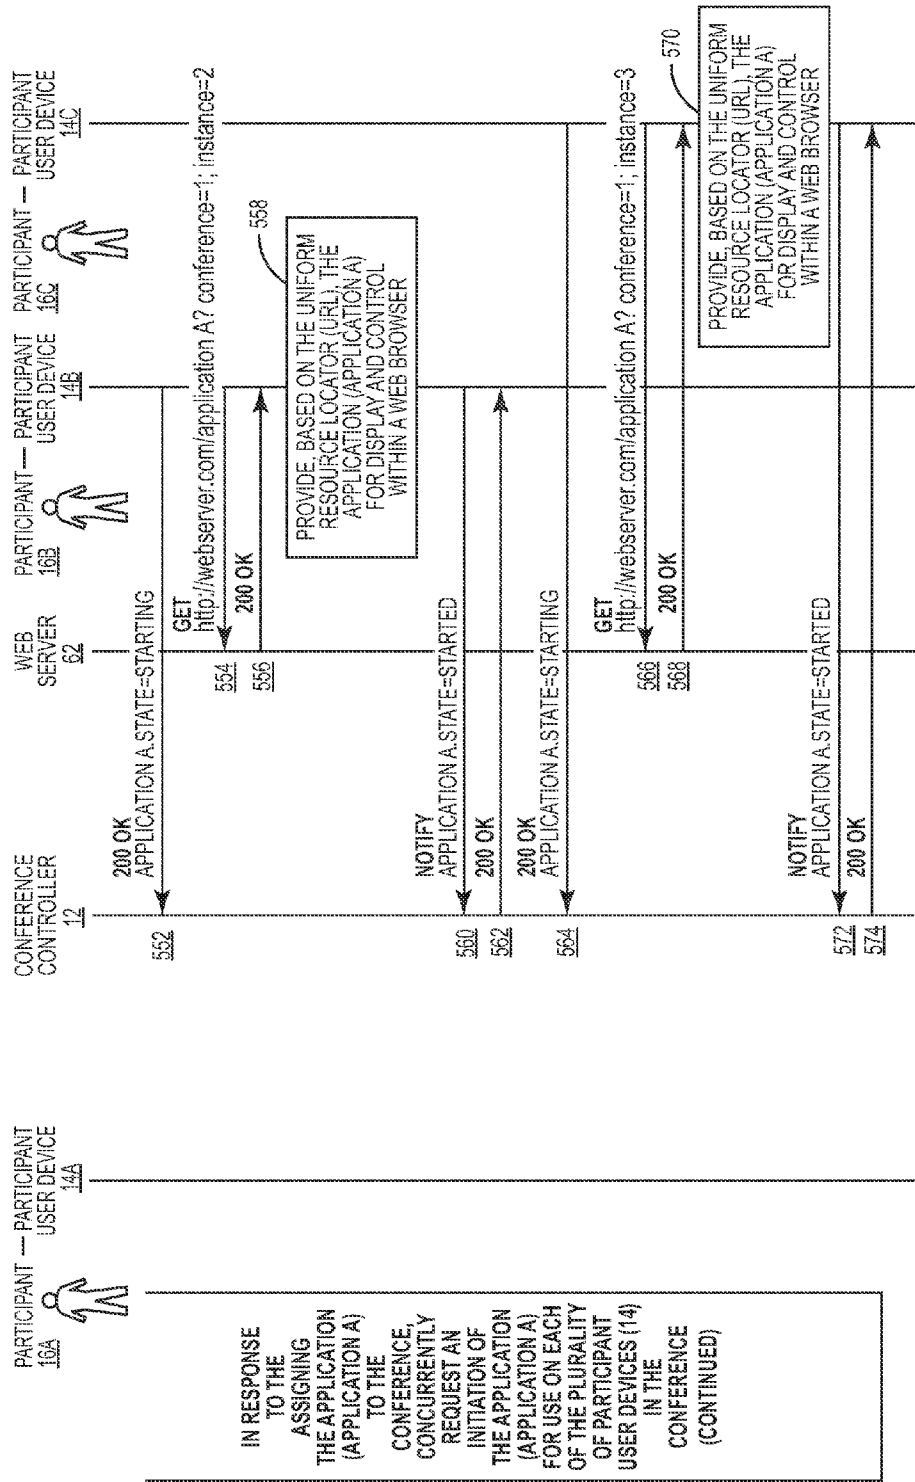 PARTICIPANT — PARTICIPANT
16A
USER DEVICE
14A
CONFERENCE
CONTROLLER
12
WEB
SERVER
62
PARTICIPANT — PARTICIPANT
16B
USER DEVICE
14B
PARTICIPANT — PARTICIPANT
16C
USER DEVICE
14C
IN RESPONSE
TO THE
ASSIGNING
THE APPLICATION
(APPLICATION A)
TO THE
CONFERENCE,
CONCURRENTLY
REQUEST AN
INITIATION OF
THE APPLICATION
(APPLICATION A)
FOR USE ON EACH
OF THE PLURALITY
OF PARTICIPANT
USER DEVICES (14)
IN THE
CONFERENCE
(CONTINUED)
200 OK
APPLICATION A.STATE=STARTING
552
GET
http://webserver.com/application A? conference=1; instance=2
554
200 OK
556
558
PROVIDE, BASED ON THE UNIFORM
RESOURCE LOCATOR (URL), THE
APPLICATION (APPLICATION A)
FOR DISPLAY AND CONTROL
WITHIN A WEB BROWSER
NOTIFY
APPLICATION A.STATE=STARTED
560
200 OK
562
200 OK
APPLICATION A.STATE=STARTING
564
GET
http://webserver.com/application A? conference=1; instance=3
566
200 OK
568
570
PROVIDE, BASED ON THE UNIFORM
RESOURCE LOCATOR (URL), THE
APPLICATION (APPLICATION A)
FOR DISPLAY AND CONTROL
WITHIN A WEB BROWSER
NOTIFY
APPLICATION A.STATE=STARTED
572
200 OK
574